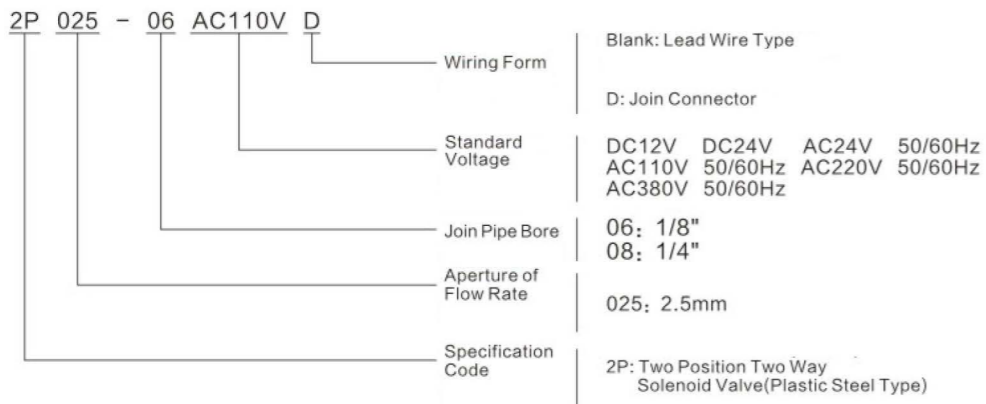 2P 025 - 06 AC110V D
Wiring Form
Blank: Lead Wire Type
D: Join Connector
Standard
Voltage
DC12V DC24V AC24V 50/60Hz
AC110V 50/60Hz AC220V 50/60Hz
AC380V 50/60Hz
Join Pipe Bore
06: 1/8"
08: 1/4"
Aperture of
Flow Rate
025: 2.5mm
Specification
Code
2P: Two Position Two Way
Solenoid Valve(Plastic Steel Type)